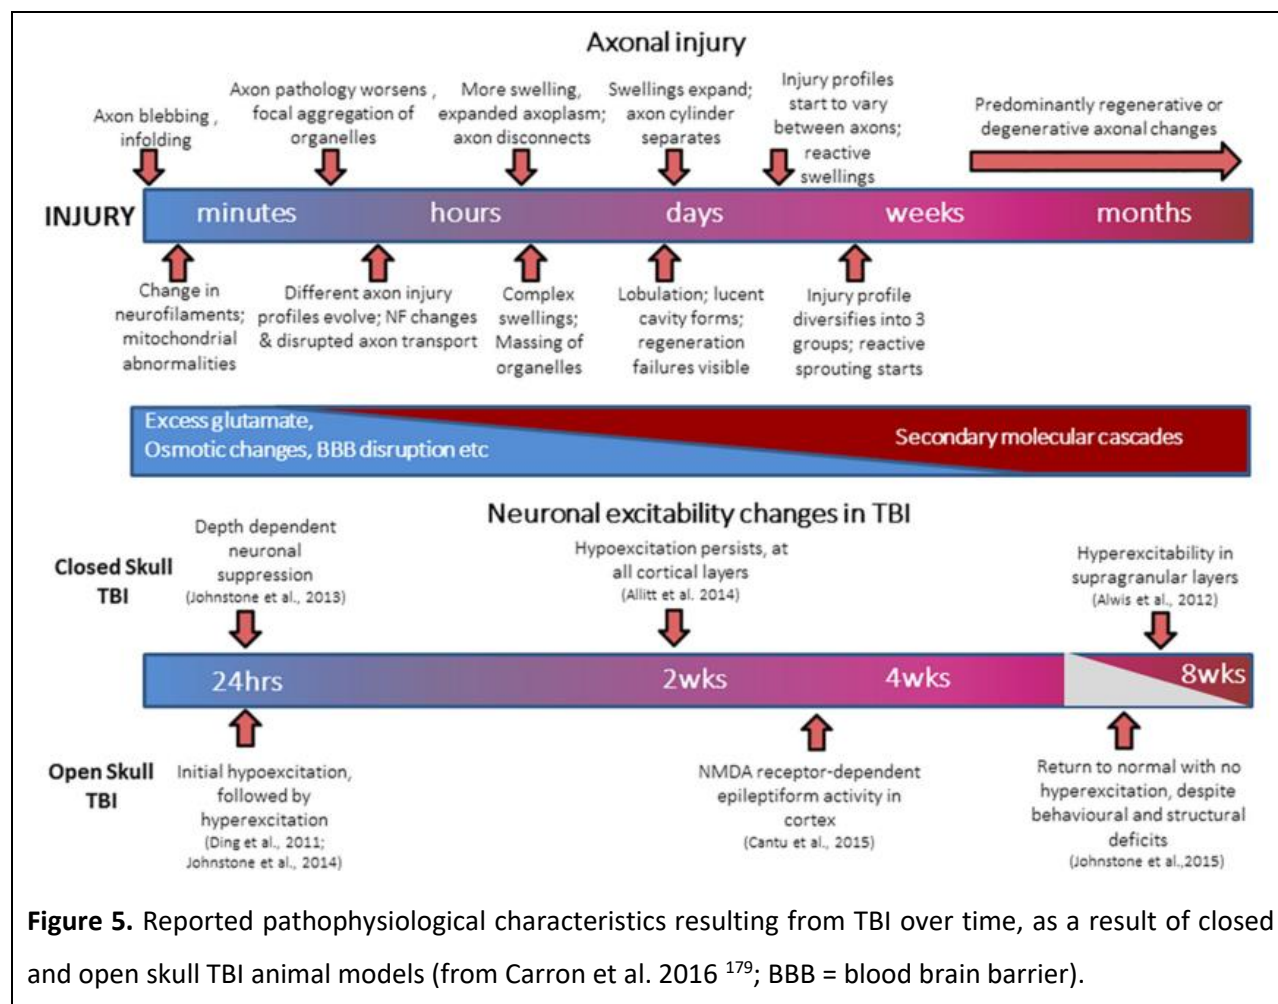 Axonal injury
Axon blebbing ,
infolding
Axon pathology worsens ,
focal aggregation of
organelles
More swelling,
expanded axoplasm;
axon disconnects
Swellings expand;
axon cylinder
separates
Injury profiles
start to vary
between axons;
reactive
swellings
Predominantly regenerative or
degenerative axonal changes
INJURY
minutes
hours
days
weeks
months
Change in
neurofilaments;
mitochondrial
abnormalities
Different axon injury
profiles evolve; NF changes
& disrupted axon transport
Complex
swellings;
Massing of
organelles
Lobulation; lucent
cavity forms;
regeneration
failures visible
Injury profile
diversifies into 3
groups; reactive
sprouting starts
Excess glutamate,
Osmotic changes, BBB disruption etc
Secondary molecular cascades
Neuronal excitability changes in TBI
Closed Skull
TBI
Depth dependent
neuronal
suppression
(Johnstone et al., 2013)
Hypoexcitation persists, at
all cortical layers
(Allitt et al. 2014)
Hyperexcitability in
supragranular layers
(Alwis et al., 2012)
24hrs
2wks
4wks
8wks
Open Skull
TBI
Initial hypoexcitation,
followed by
hyperexcitation
(Ding et al., 2011;
Johnstone et al., 2014)
NMDA receptor-dependent
epileptiform activity in
cortex
(Cantu et al., 2015)
Return to normal with no
hyperexcitation, despite
behavioural and structural
deficits
(Johnstone et al.,2015)
Figure 5. Reported pathophysiological characteristics resulting from TBI over time, as a result of closed
and open skull TBI animal models (from Carron et al. 2016 179; BBB = blood brain barrier).